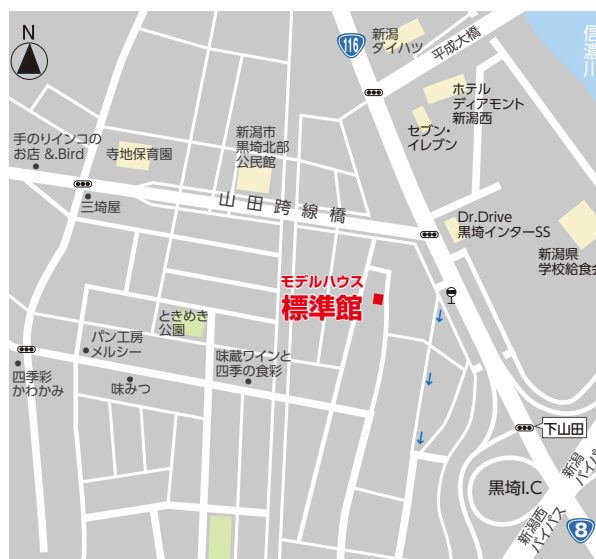 N
116
新潟
ダイハツ
平成大橋
信濃川
ホテル
ディアモント
新潟西
セブン・
イレブン
手のりインコの
お店 &.Bird
寺地保育園
新潟市
黒埼北部
公民館
三埼屋
山田跨線橋
Dr.Drive
黒埼インターSS
新潟県
学校給食会
モデルハウス
標準館
ときめき
公園
パン工房
メルシー
味蔵ワインと
四季の食彩
四季彩
かわかみ
味みつ
下山田
黒埼I.C
新潟
バイパ
新潟西
バイパス
8